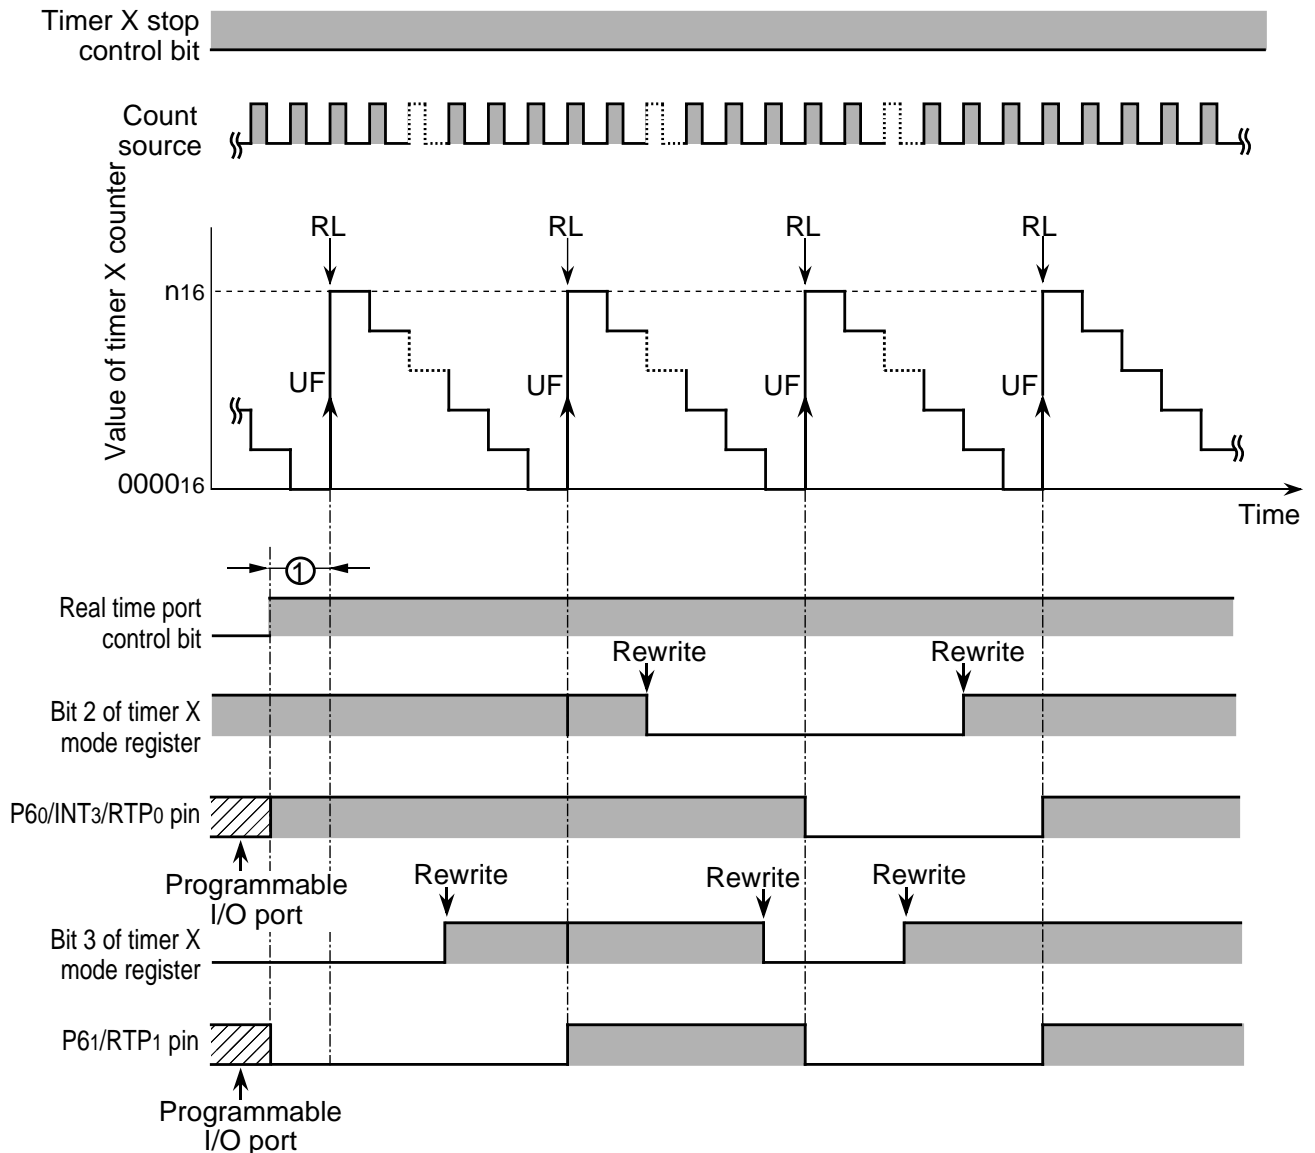 Timer X stop
control bit
Count
source
Value of timer X counter
RL RL RL RL
n16
UF UF UF UF
000016
Time
①
Real time port
control bit
Rewrite Rewrite
Bit 2 of timer X
mode register
P60/INT3/RTP0 pin
Programmable
I/O port
Rewrite Rewrite Rewrite
Bit 3 of timer X
mode register
P61/RTP1 pin
Programmable
I/O port